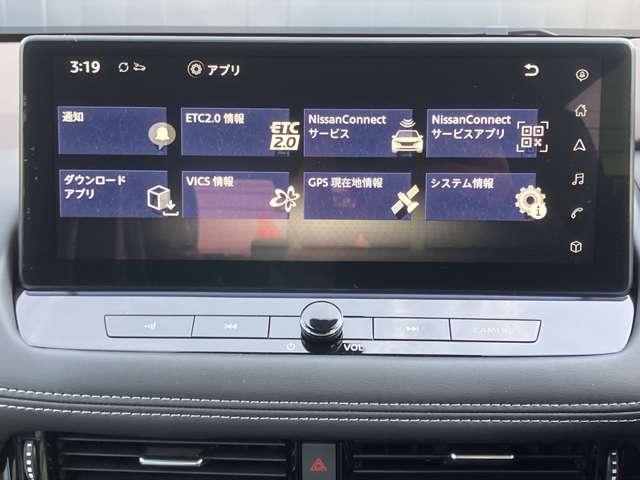 3:19 アプリ
通知
ETC2.0 情報
ETC
2.0
NissanConnect
サービス
NissanConnect
サービスアプリ
ダウンロード
アプリ
VICS 情報
GPS 現在地情報
システム情報
VOL
CAMERA